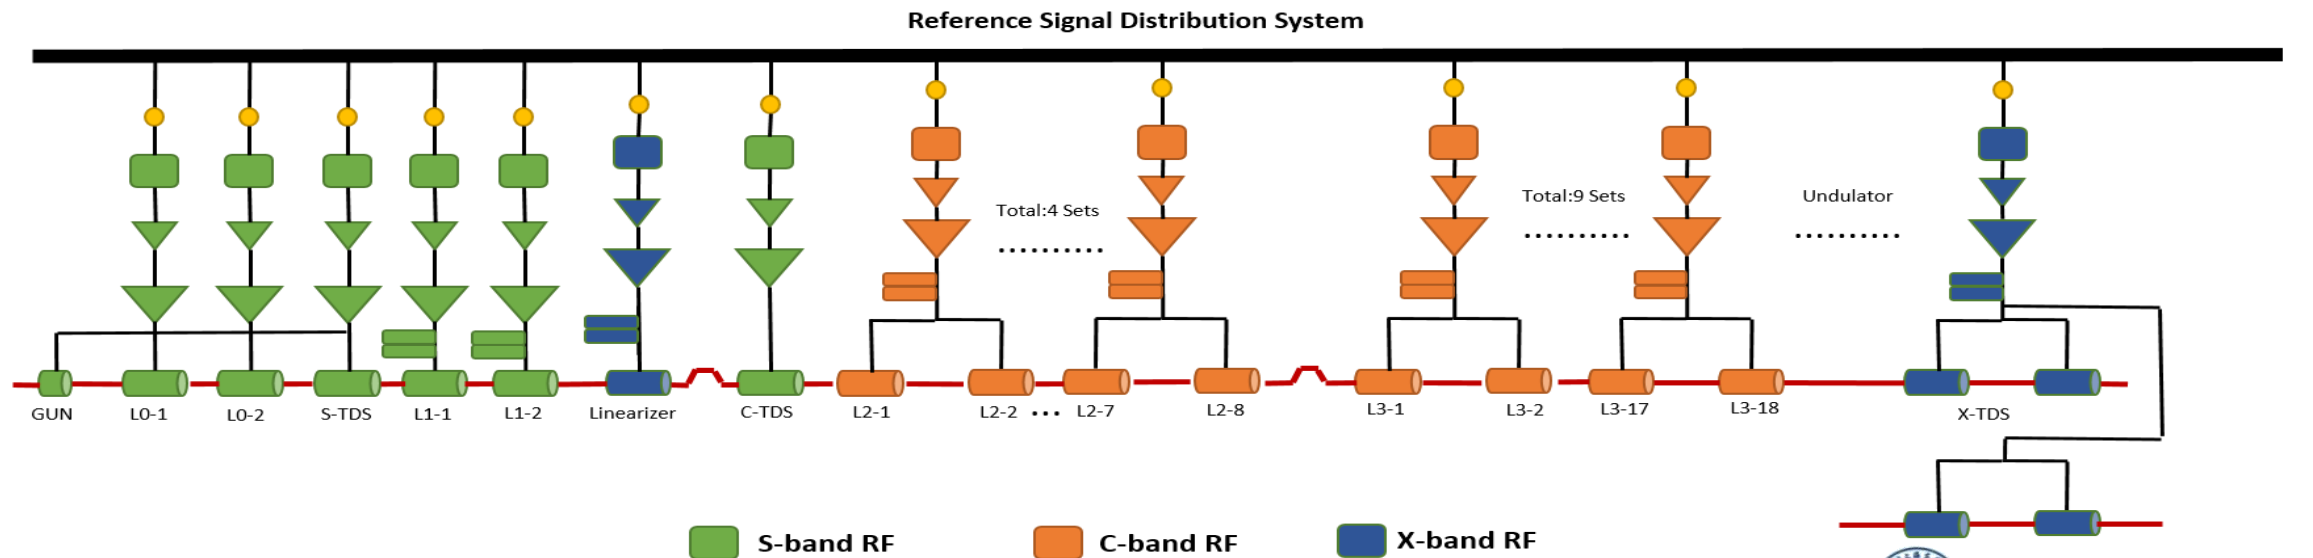 Reference Signal Distribution System
Total:4 Sets
Total:9 Sets
Undulator
..........
..........
..........
GUN
L0-1
L0-2
S-TDS
L1-1
L1-2
Linearizer
C-TDS
L2-1
L2-2 ... L2-7
L2-8
L3-1
L3-2
L3-17
L3-18
X-TDS
S-band RF
C-band RF
X-band RF